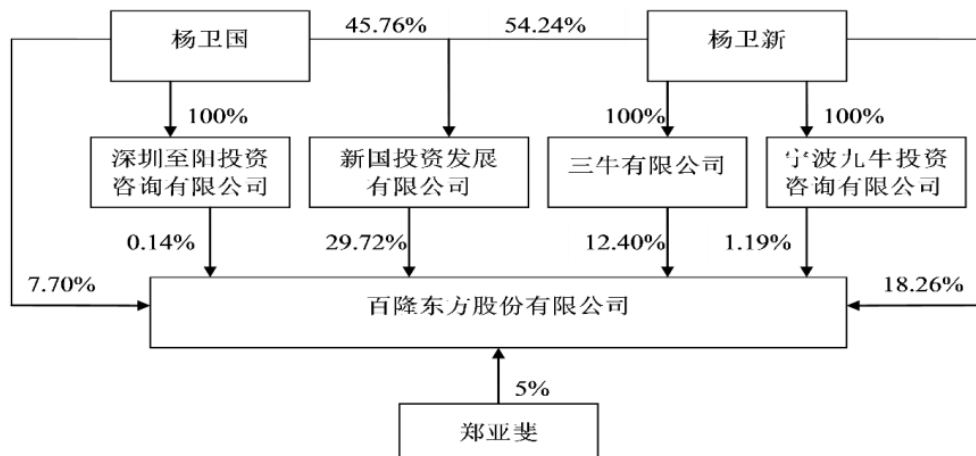 杨卫国
45.76%
54.24%
杨卫新
100%
100%
100%
深圳至阳投资
咨询有限公司
新国投资发展
有限公司
三牛有限公司
宁波九牛投资
咨询有限公司
0.14%
29.72%
12.40%
1.19%
7.70%
18.26%
百隆东方股份有限公司
5%
郑亚斐